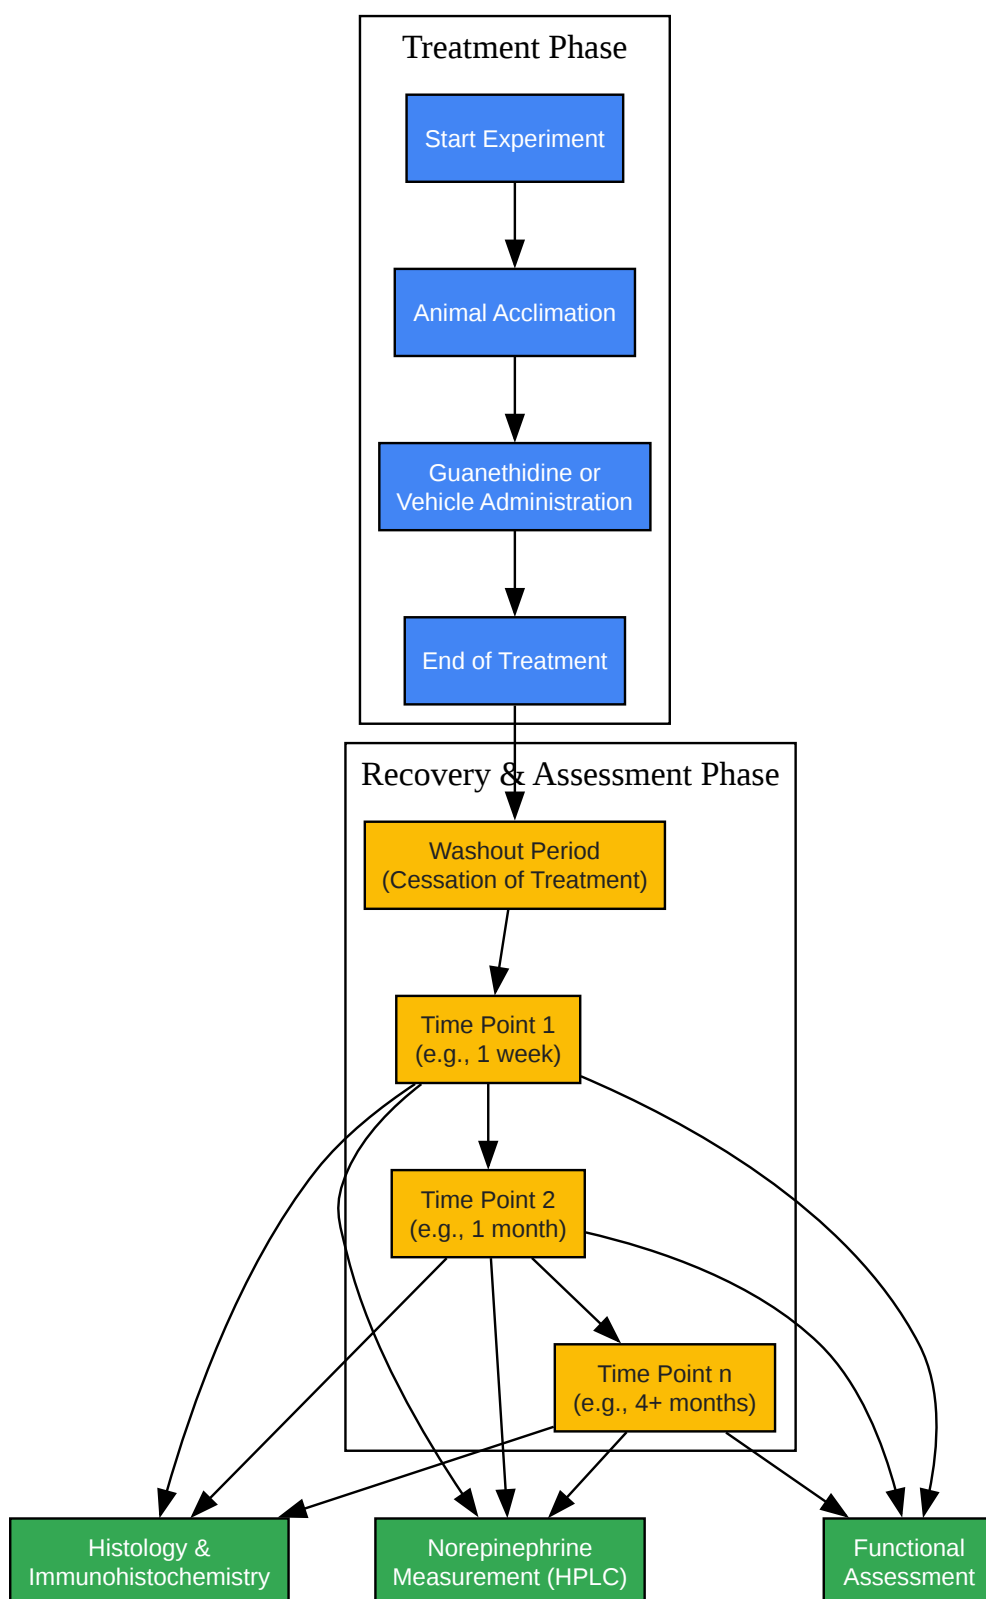 Treatment Phase
Start Experiment
Animal Acclimation
Guanethidine or
Vehicle Administration
End of Treatment
Recovery & Assessment Phase
Washout Period
(Cessation of Treatment)
Time Point 1
(e.g., 1 week)
Time Point 2
(e.g., 1 month)
Time Point n
(e.g., 4+ months)
Histology &
Immunohistochemistry
Norepinephrine
Measurement (HPLC)
Functional
Assessment